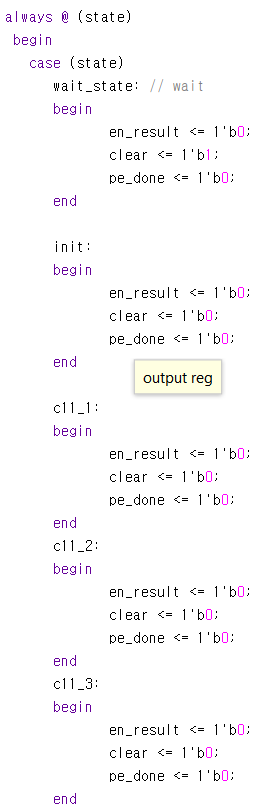 always @ (state)
begin
case (state)
wait_state: // wait
begin
en_result <= 1'b0;
clear <= 1'b1;
pe_done <= 1'b0;
end
init:
begin
en_result <= 1'b0;
clear <= 1'b0;
pe_done <= 1'b0;
end
output reg
c11_1:
begin
en_result <= 1'b0;
clear <= 1'b0;
pe_done <= 1'b0;
end
c11_2:
begin
en_result <= 1'b0;
clear <= 1'b0;
pe_done <= 1'b0;
end
c11_3:
begin
en_result <= 1'b0;
clear <= 1'b0;
pe_done <= 1'b0;
end